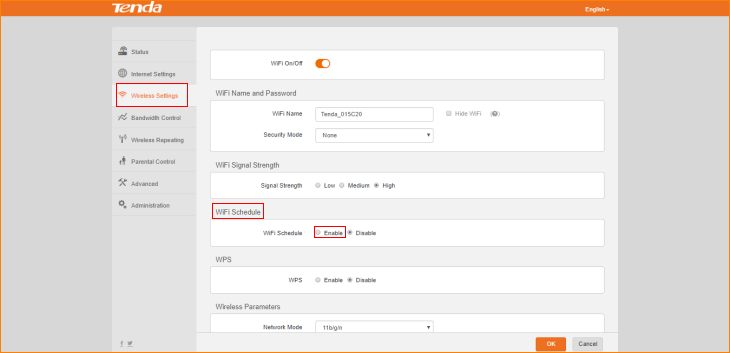 Tenda
English
Status
Internet Settings
Wireless Settings
Bandwidth Control
Wireless Repeating
Parental Control
Advanced
Administration
WiFi On/Off
WiFi Name and Password
WiFi Name Tenda_015C20 Hide WiFi (?)
Security Mode None
WiFi Signal Strength
Signal Strength Low Medium High
WiFi Schedule
WiFi Schedule Enable Disable
WPS
WPS Enable Disable
Wireless Parameters
Network Mode 11b/g/n
OK Cancel